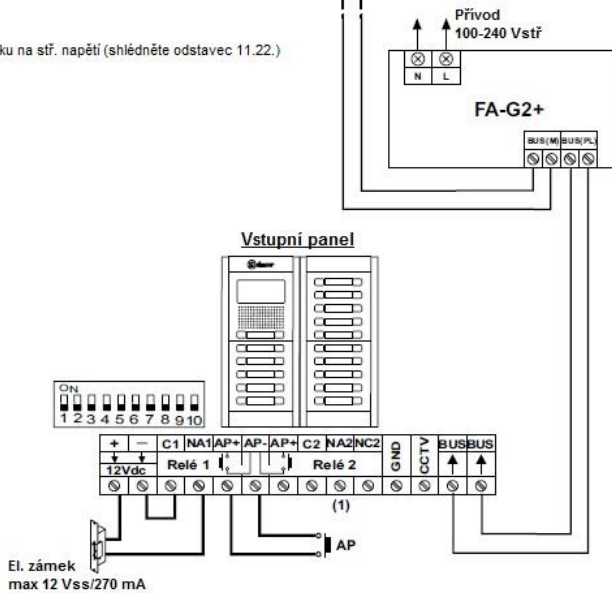 Přívod
100-240 Vstř
ku na stř. napětí (shlédněte odstavec 11.22.)
N L
FA-G2+
BUS(M) BUS(PL)
Vstupní panel
ON
1 2 3 4 5 6 7 8 9 10
+ − C1 NA1 AP+ AP- AP+ C2 NA2 NC2 GND CCTV BUS BUS
12Vdc Relé 1 Relé 2
(1)
AP
El. zámek
max 12 Vss/270 mA